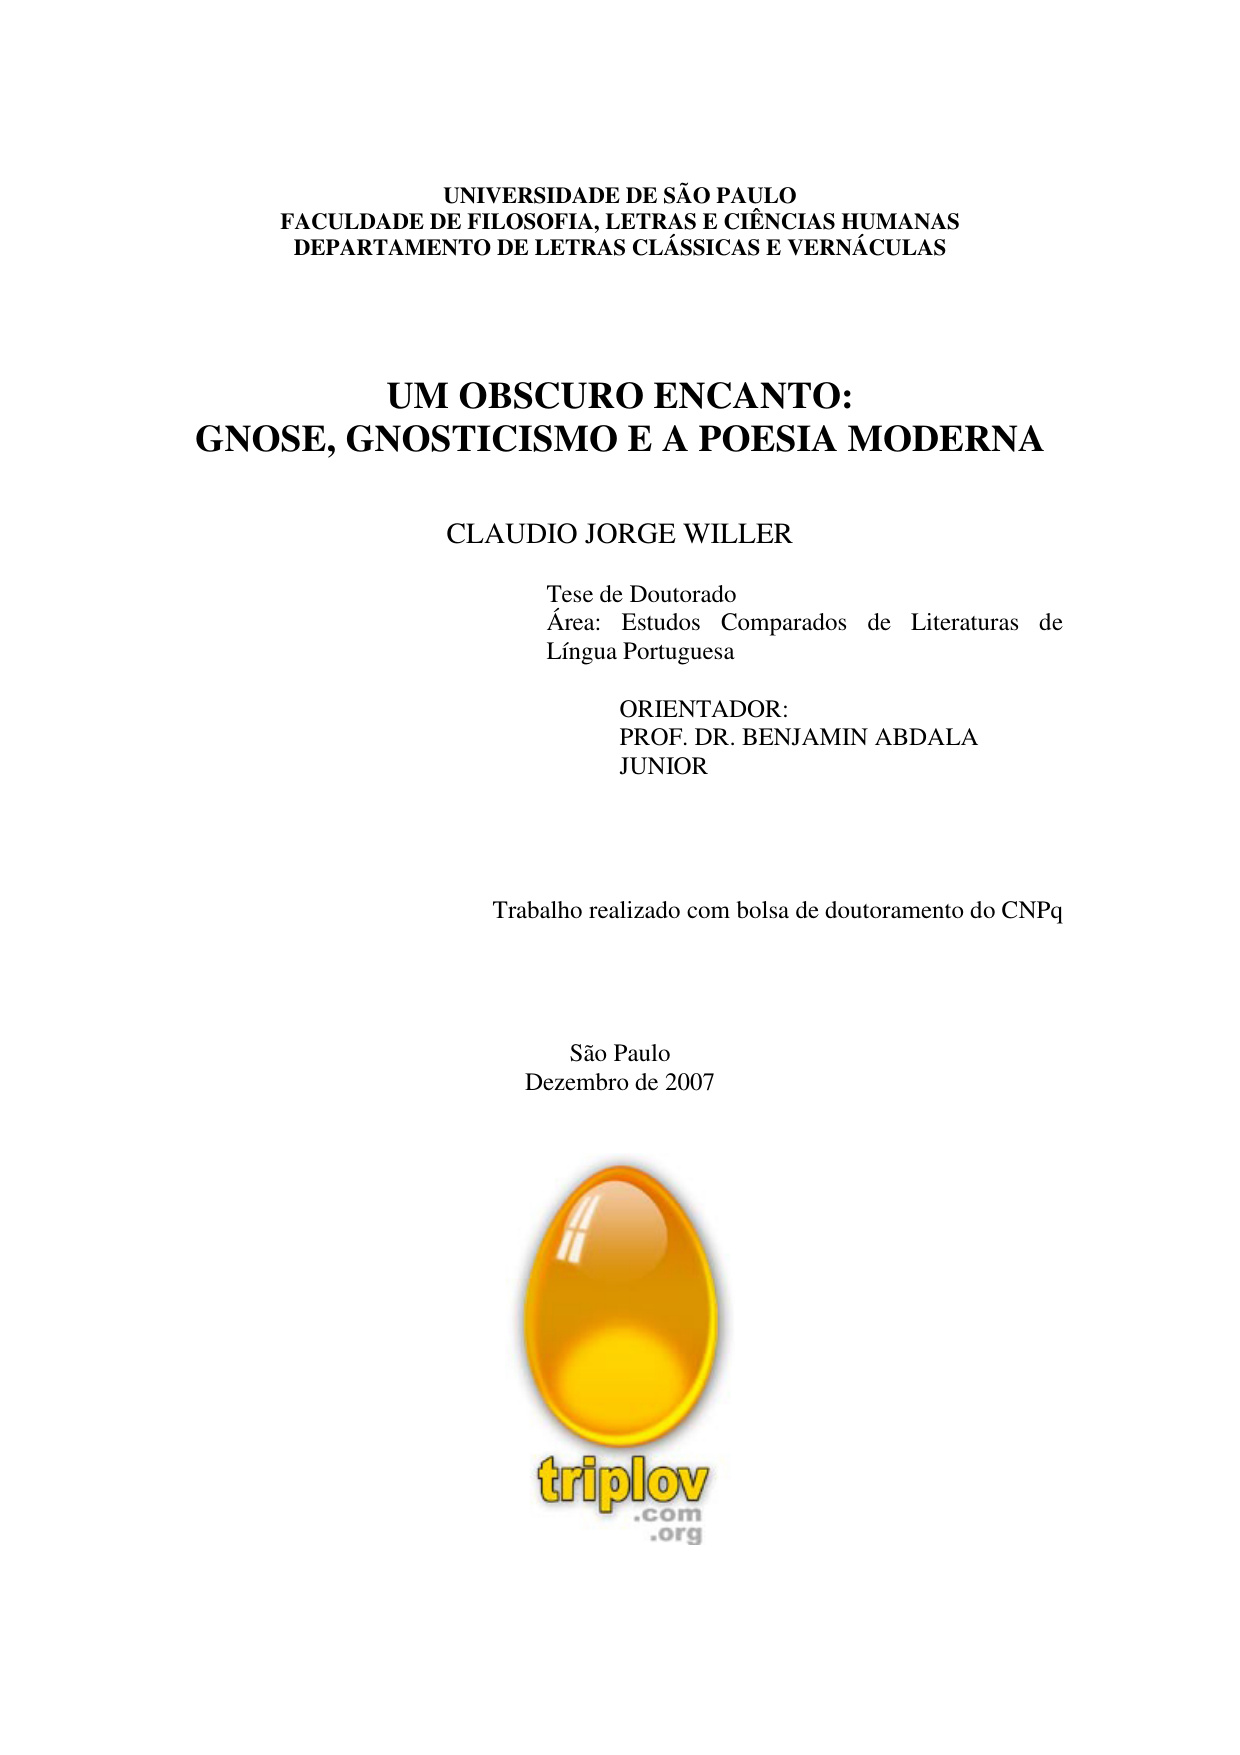 UNIVERSIDADE DE SÃO PAULO
FACULDADE DE FILOSOFIA, LETRAS E CIÊNCIAS HUMANAS
DEPARTAMENTO DE LETRAS CLÁSSICAS E VERNÁCULAS
UM OBSCURO ENCANTO:
GNOSE, GNOSTICISMO E A POESIA MODERNA
CLAUDIO JORGE WILLER
Tese de Doutorado
Área: Estudos Comparados de Literaturas de
Língua Portuguesa
ORIENTADOR:
PROF. DR. BENJAMIN ABDALA
JUNIOR
Trabalho realizado com bolsa de doutoramento do CNPq
São Paulo
Dezembro de 2007
triplov
.com
.org